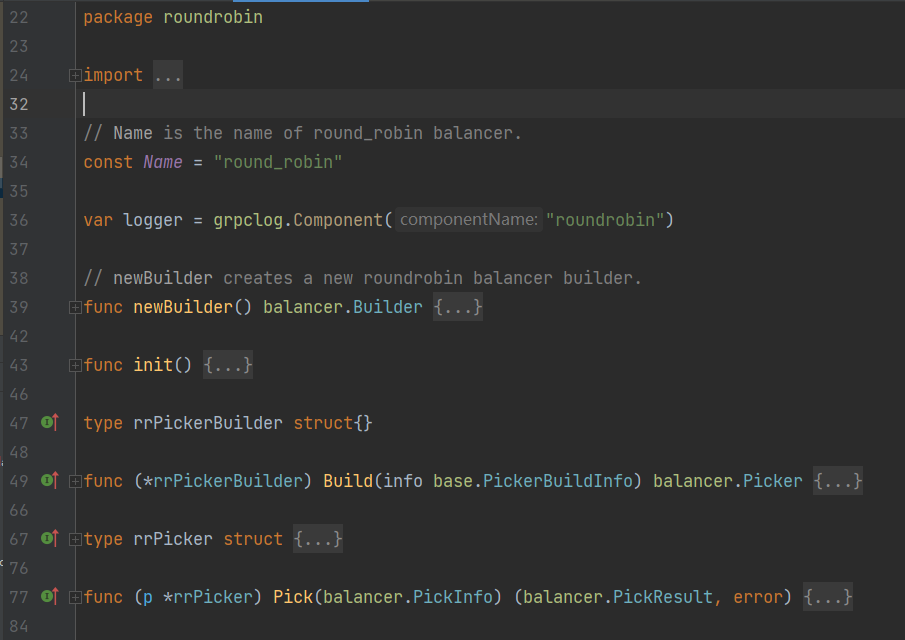 22 package roundrobin
23
24 import ...
32
33 // Name is the name of round_robin balancer.
34 const Name = "round_robin"
35
36 var logger = grpclog.Component( componentName: "roundrobin")
37
38 // newBuilder creates a new roundrobin balancer builder.
39 func newBuilder() balancer.Builder {...}
42
43 func init() {...}
46
47 type rrPickerBuilder struct{}
48
49 func (*rrPickerBuilder) Build(info base.PickerBuildInfo) balancer.Picker {...}
66
67 type rrPicker struct {...}
76
77 func (p *rrPicker) Pick(balancer.PickInfo) (balancer.PickResult, error) {...}
84